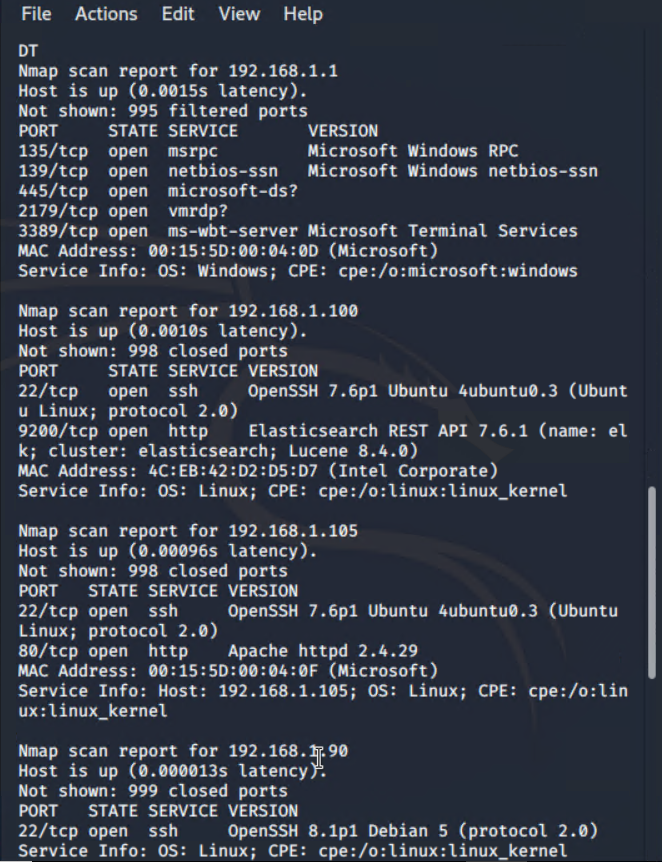 File Actions Edit View Help
DT
Nmap scan report for 192.168.1.1
Host is up (0.0015s latency).
Not shown: 995 filtered ports
PORT     STATE SERVICE       VERSION
135/tcp  open  msrpc         Microsoft Windows RPC
139/tcp  open  netbios-ssn   Microsoft Windows netbios-ssn
445/tcp  open  microsoft-ds?
2179/tcp open  vmrdp?
3389/tcp open  ms-wbt-server Microsoft Terminal Services
MAC Address: 00:15:5D:00:04:0D (Microsoft)
Service Info: OS: Windows; CPE: cpe:/o:microsoft:windows
Nmap scan report for 192.168.1.100
Host is up (0.0010s latency).
Not shown: 998 closed ports
PORT     STATE SERVICE VERSION
22/tcp   open  ssh     OpenSSH 7.6p1 Ubuntu 4ubuntu0.3 (Ubunt
u Linux; protocol 2.0)
9200/tcp open  http    Elasticsearch REST API 7.6.1 (name: el
k; cluster: elasticsearch; Lucene 8.4.0)
MAC Address: 4C:EB:42:D2:D5:D7 (Intel Corporate)
Service Info: OS: Linux; CPE: cpe:/o:linux:linux_kernel
Nmap scan report for 192.168.1.105
Host is up (0.00096s latency).
Not shown: 998 closed ports
PORT   STATE SERVICE VERSION
22/tcp open  ssh     OpenSSH 7.6p1 Ubuntu 4ubuntu0.3 (Ubuntu
Linux; protocol 2.0)
80/tcp open  http    Apache httpd 2.4.29
MAC Address: 00:15:5D:00:04:0F (Microsoft)
Service Info: Host: 192.168.1.105; OS: Linux; CPE: cpe:/o:lin
ux:linux_kernel
Nmap scan report for 192.168.1.90
Host is up (0.000013s latency).
Not shown: 999 closed ports
PORT   STATE SERVICE VERSION
22/tcp open  ssh     OpenSSH 8.1p1 Debian 5 (protocol 2.0)
Service Info: OS: Linux; CPE: cpe:/o:linux:linux_kernel